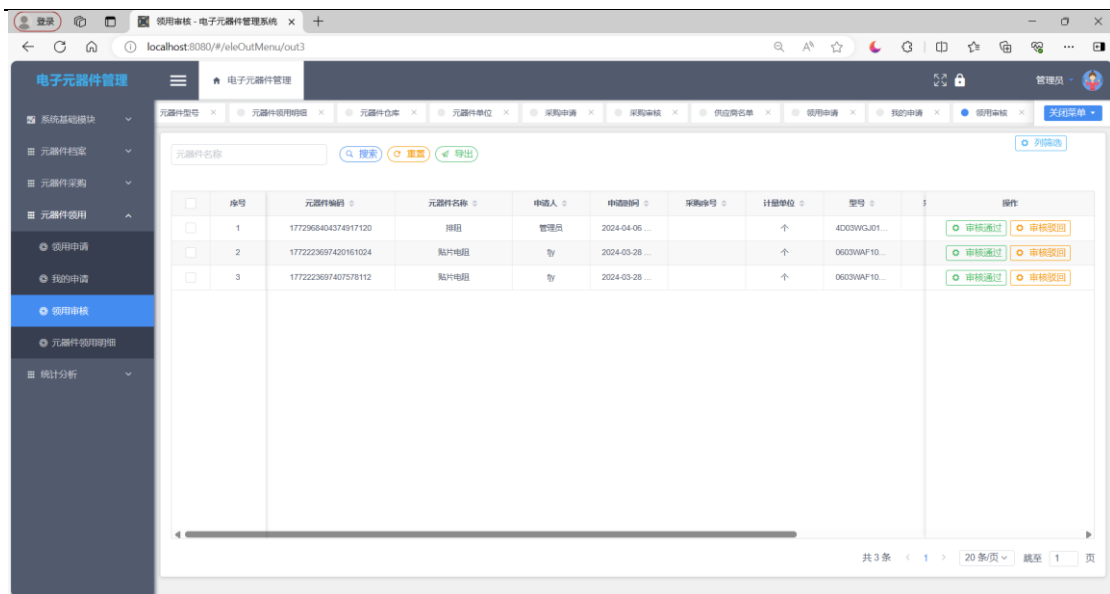 登录 领用审核 - 电子元器件管理系统
localhost:8080/#/eleOutMenu/out3
电子元器件管理 电子元器件管理 管理员
元器件型号 元器件领用明细 元器件仓库 元器件单位 采购申请 采购审核 供应商名单 领用申请 我的申请 领用审核 关闭菜单
系统基础模块
元器件档案
元器件采购
元器件领用
领用申请
我的申请
领用审核
元器件领用明细
统计分析
元器件名称 搜索 重置 导出 列筛选
序号 元器件编码 元器件名称 申请人 申请时间 采购序号 计量单位 型号 操作
1 1772968404374917120 排阻 管理员 2024-04-06 ... 个 4D03WGJ01... 审核通过 审核驳回
2 1772223697420161024 贴片电阻 2024-03-28 ... 个 0603WAF10... 审核通过 审核驳回
3 1772223697407578112 贴片电阻 2024-03-28 ... 个 0603WAF10... 审核通过 审核驳回
共 3 条 1 20 条/页 跳至 1 页